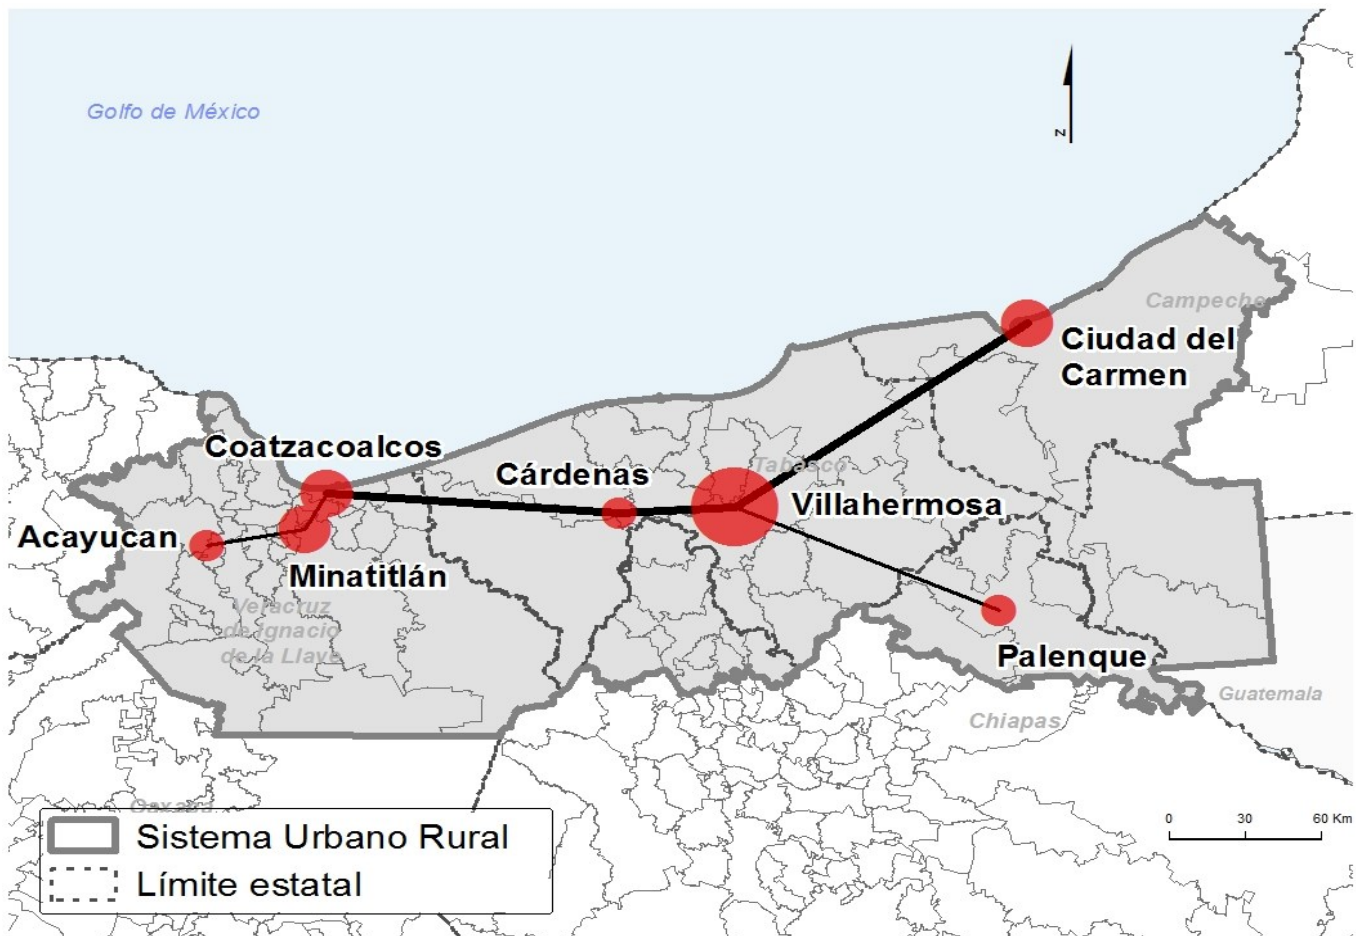 Golfo de México
z
Campeche
Ciudad del
Carmen
Coatzacoalcos
Cárdenas
Tabasco
Villahermosa
Acayucan
Minatitlán
Veracruz
de Ignacio
de la Llave
Palenque
Guatemala
Chiapas
Oaxaca
0 30 60 Km
Sistema Urbano Rural
Límite estatal